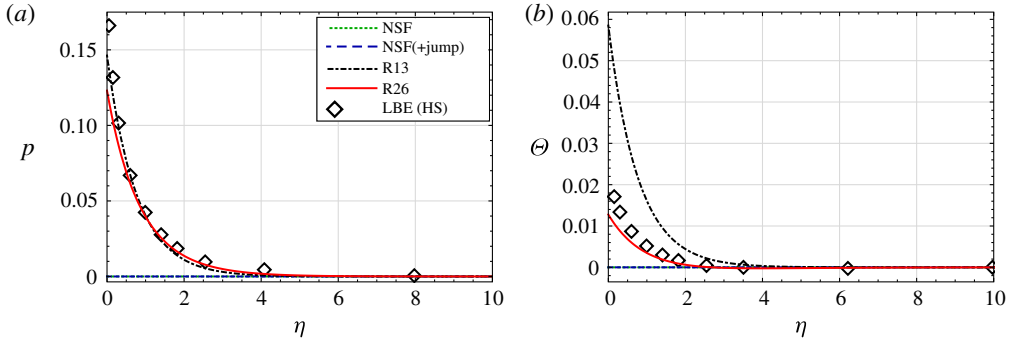 (a)
0.15
0.10
0.05
0
p
0 2 4 6 8 10
η
NSF
NSF(+jump)
R13
R26
LBE (HS)
(b)
0.06
0.05
0.04
0.03
0.02
0.01
0
Θ
0 2 4 6 8 10
η